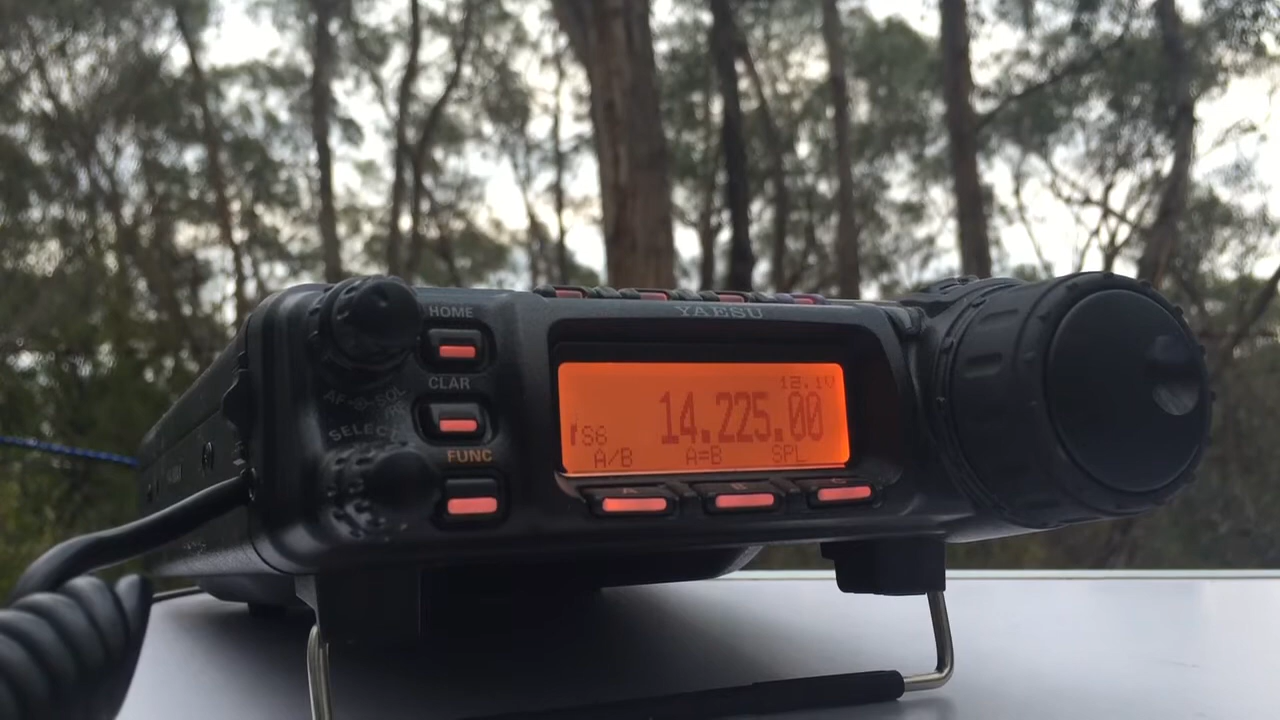 HOME
YAESU
CLAR
12.1V
14.225.00
S6
SELECT
A/B A=B SPL
FUNC
A B C